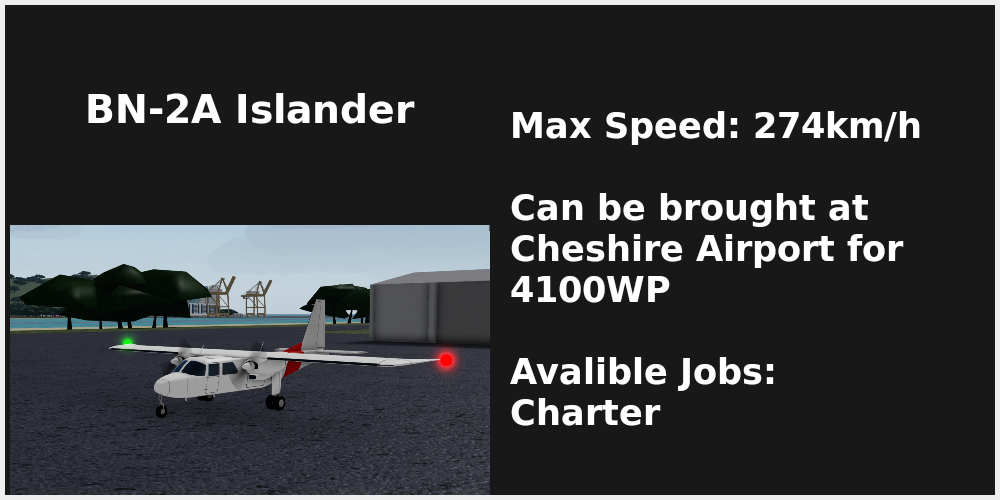 BN-2A Islander
Max Speed: 274km/h
Can be brought at
Cheshire Airport for
4100WP
Avalible Jobs:
Charter